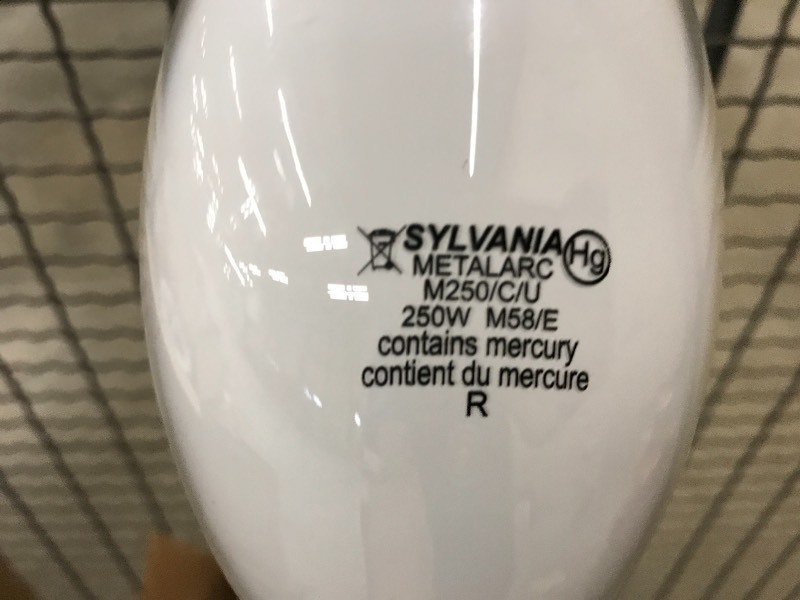 SYLVANIA Hg
METALARC
M250/C/U
250W M58/E
contains mercury
contient du mercure
R